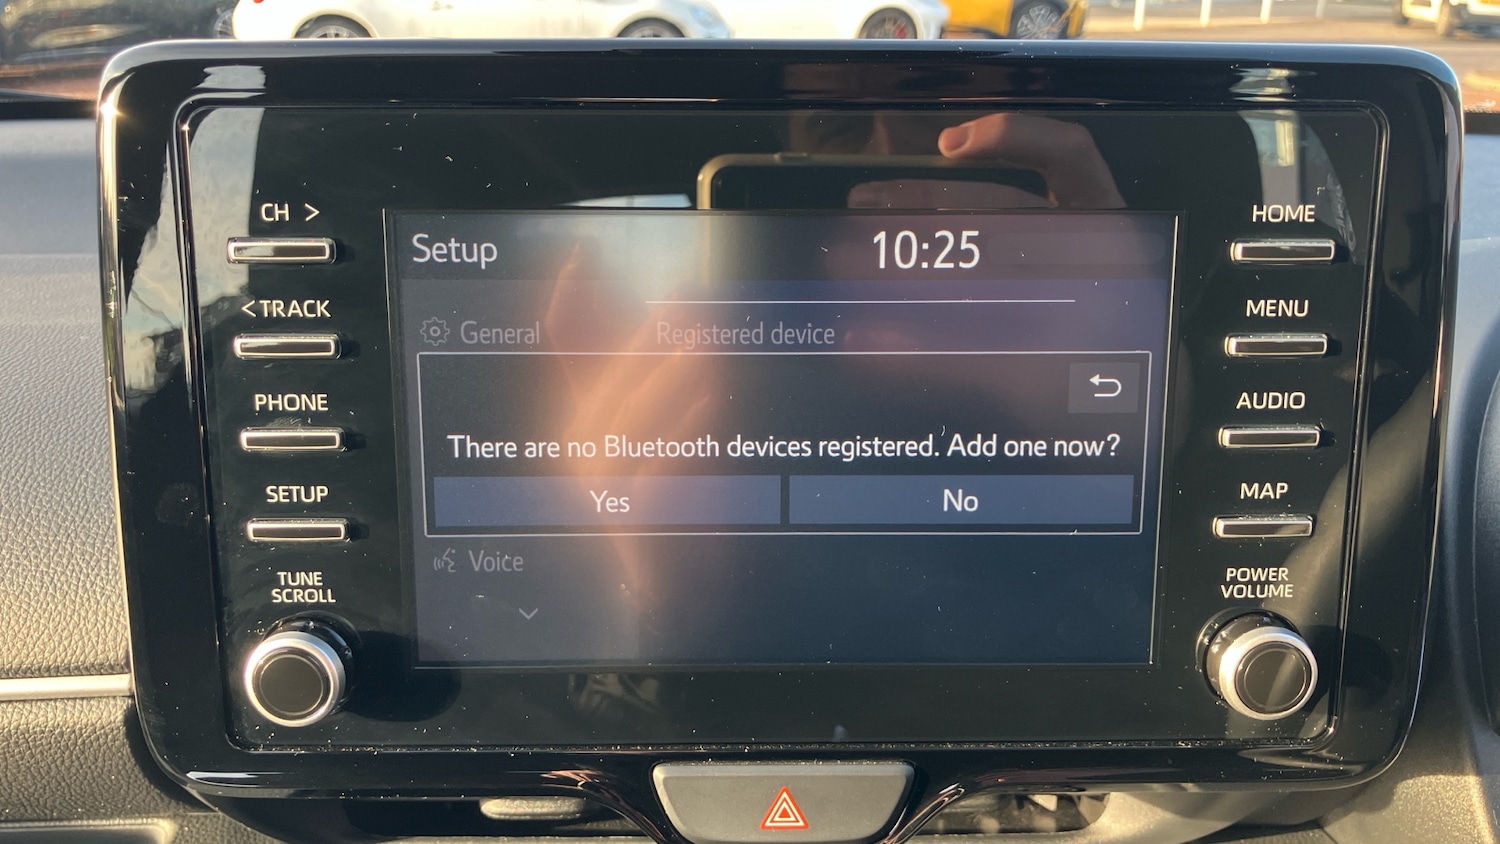 CH >
< TRACK
PHONE
SETUP
TUNE
SCROLL
Setup
10:25
General
Registered device
There are no Bluetooth devices registered. Add one now?
Yes
No
Voice
HOME
MENU
AUDIO
MAP
POWER
VOLUME